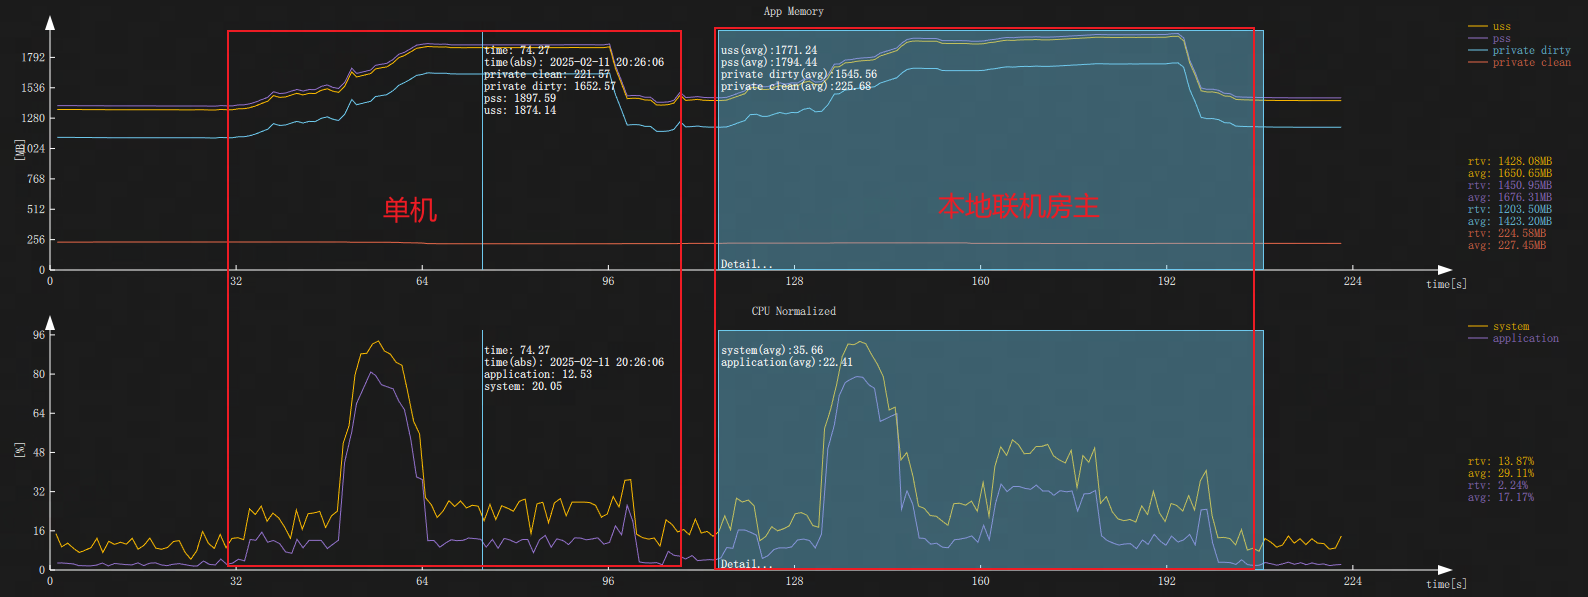 App Memory
uss
pss
private dirty
private clean
time: 74.27
time(abs): 2025-02-11 20:26:06
private clean: 221.57
private dirty: 1652.57
pss: 1897.59
uss: 1874.14
uss(avg):1771.24
pss(avg):1794.44
private dirty(avg):1545.56
private clean(avg):225.68
1792
1536
1280
1024
768
512
256
0
[MB]
单机
本地联机房主
Detail...
rtv: 1428.08MB
avg: 1650.65MB
rtv: 1450.95MB
avg: 1676.31MB
rtv: 1203.50MB
avg: 1423.20MB
rtv: 224.58MB
avg: 227.45MB
0 32 64 96 128 160 192 224
time[s]
CPU Normalized
system
application
time: 74.27
time(abs): 2025-02-11 20:26:06
application: 12.53
system: 20.05
system(avg):35.66
application(avg):22.41
96
80
64
48
32
16
0
[%]
Detail...
rtv: 13.87%
avg: 29.11%
rtv: 2.24%
avg: 17.17%
0 32 64 96 128 160 192 224
time[s]